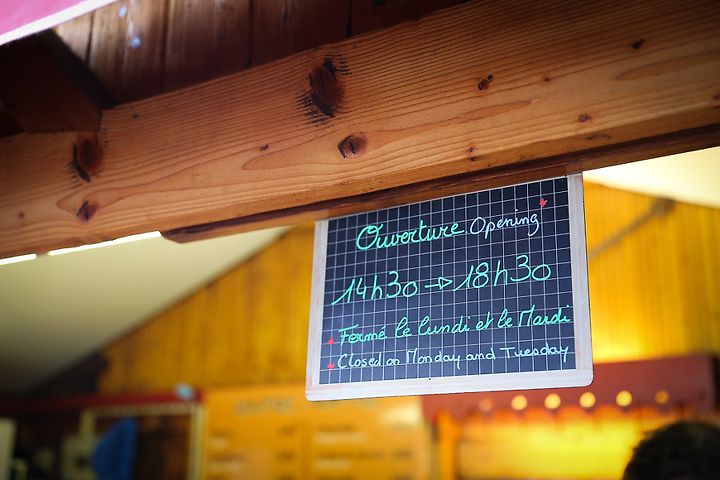 Ouverture Opening
14h30 → 18h30
Fermé le lundi et le Mardi
Closed on Monday and Tuesday